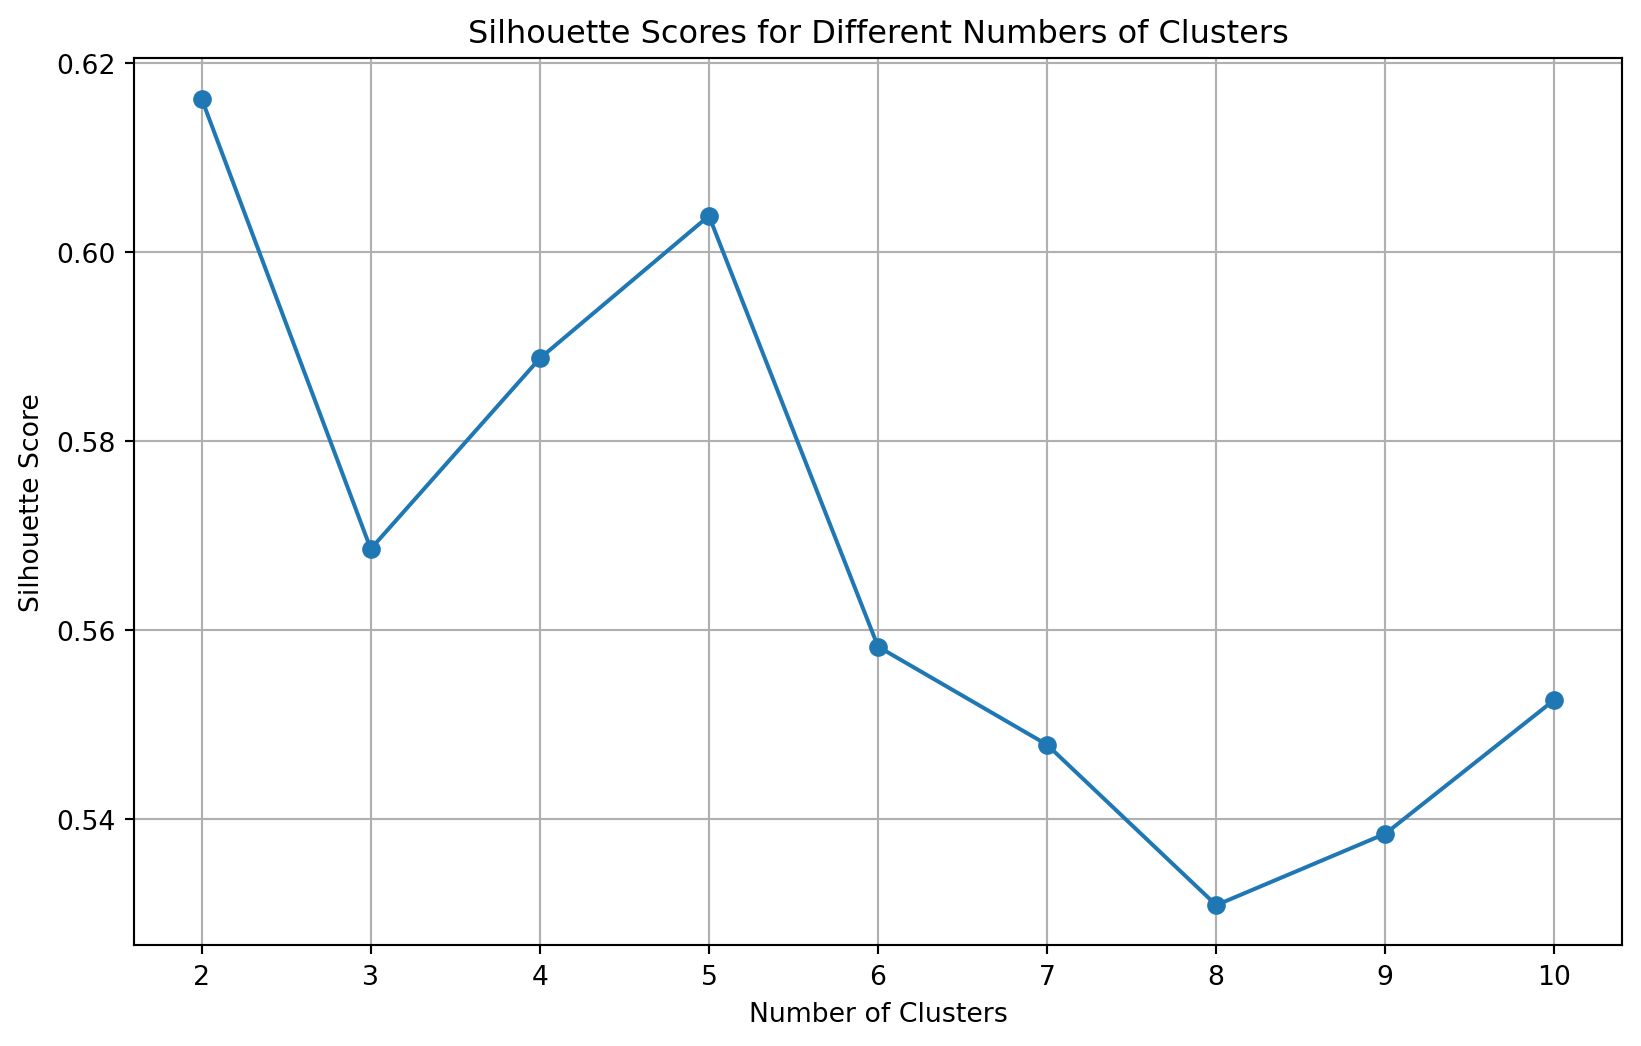 Silhouette Scores for Different Numbers of Clusters
0.62
0.60
0.58
0.56
0.54
Silhouette Score
2 3 4 5 6 7 8 9 10
Number of Clusters